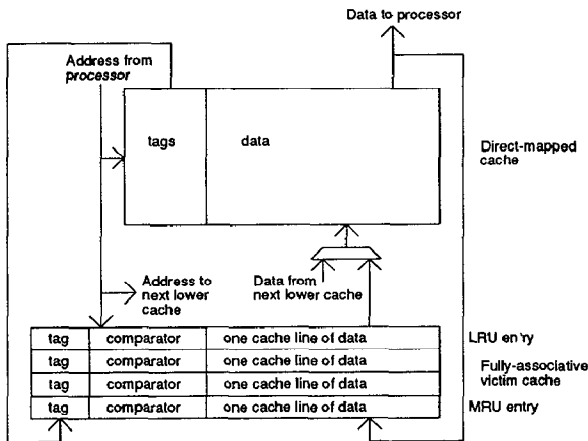 Data to processor
Address from
processor
tags
data
Direct-mapped
cache
Address to
next lower
cache
Data from
next lower cache
tag
comparator
one cache line of data
LRU entry
tag
comparator
one cache line of data
Fully-associative
victim cache
tag
comparator
one cache line of data
tag
comparator
one cache line of data
MRU entry